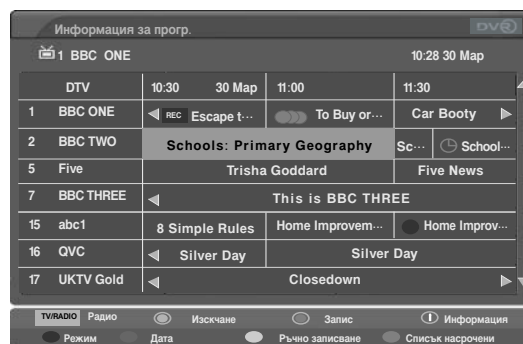 Информация за прогр. DVR
1 BBC ONE 10:28 30 Мар
DTV 10:30 30 Мар 11:00 11:30
1 BBC ONE REC Escape t··· To Buy or··· Car Booty
2 BBC TWO Schools: Primary Geography Sc··· School···
5 Five Trisha Goddard Five News
7 BBC THREE This is BBC THREE
15 abc1 8 Simple Rules Home Improvem··· Home Improv···
16 QVC Silver Day Silver Day
17 UKTV Gold Closedown
TV/RADIO Радио Изскчане Запис Информация
Режим Дата Ръчно записване Списък насрочени